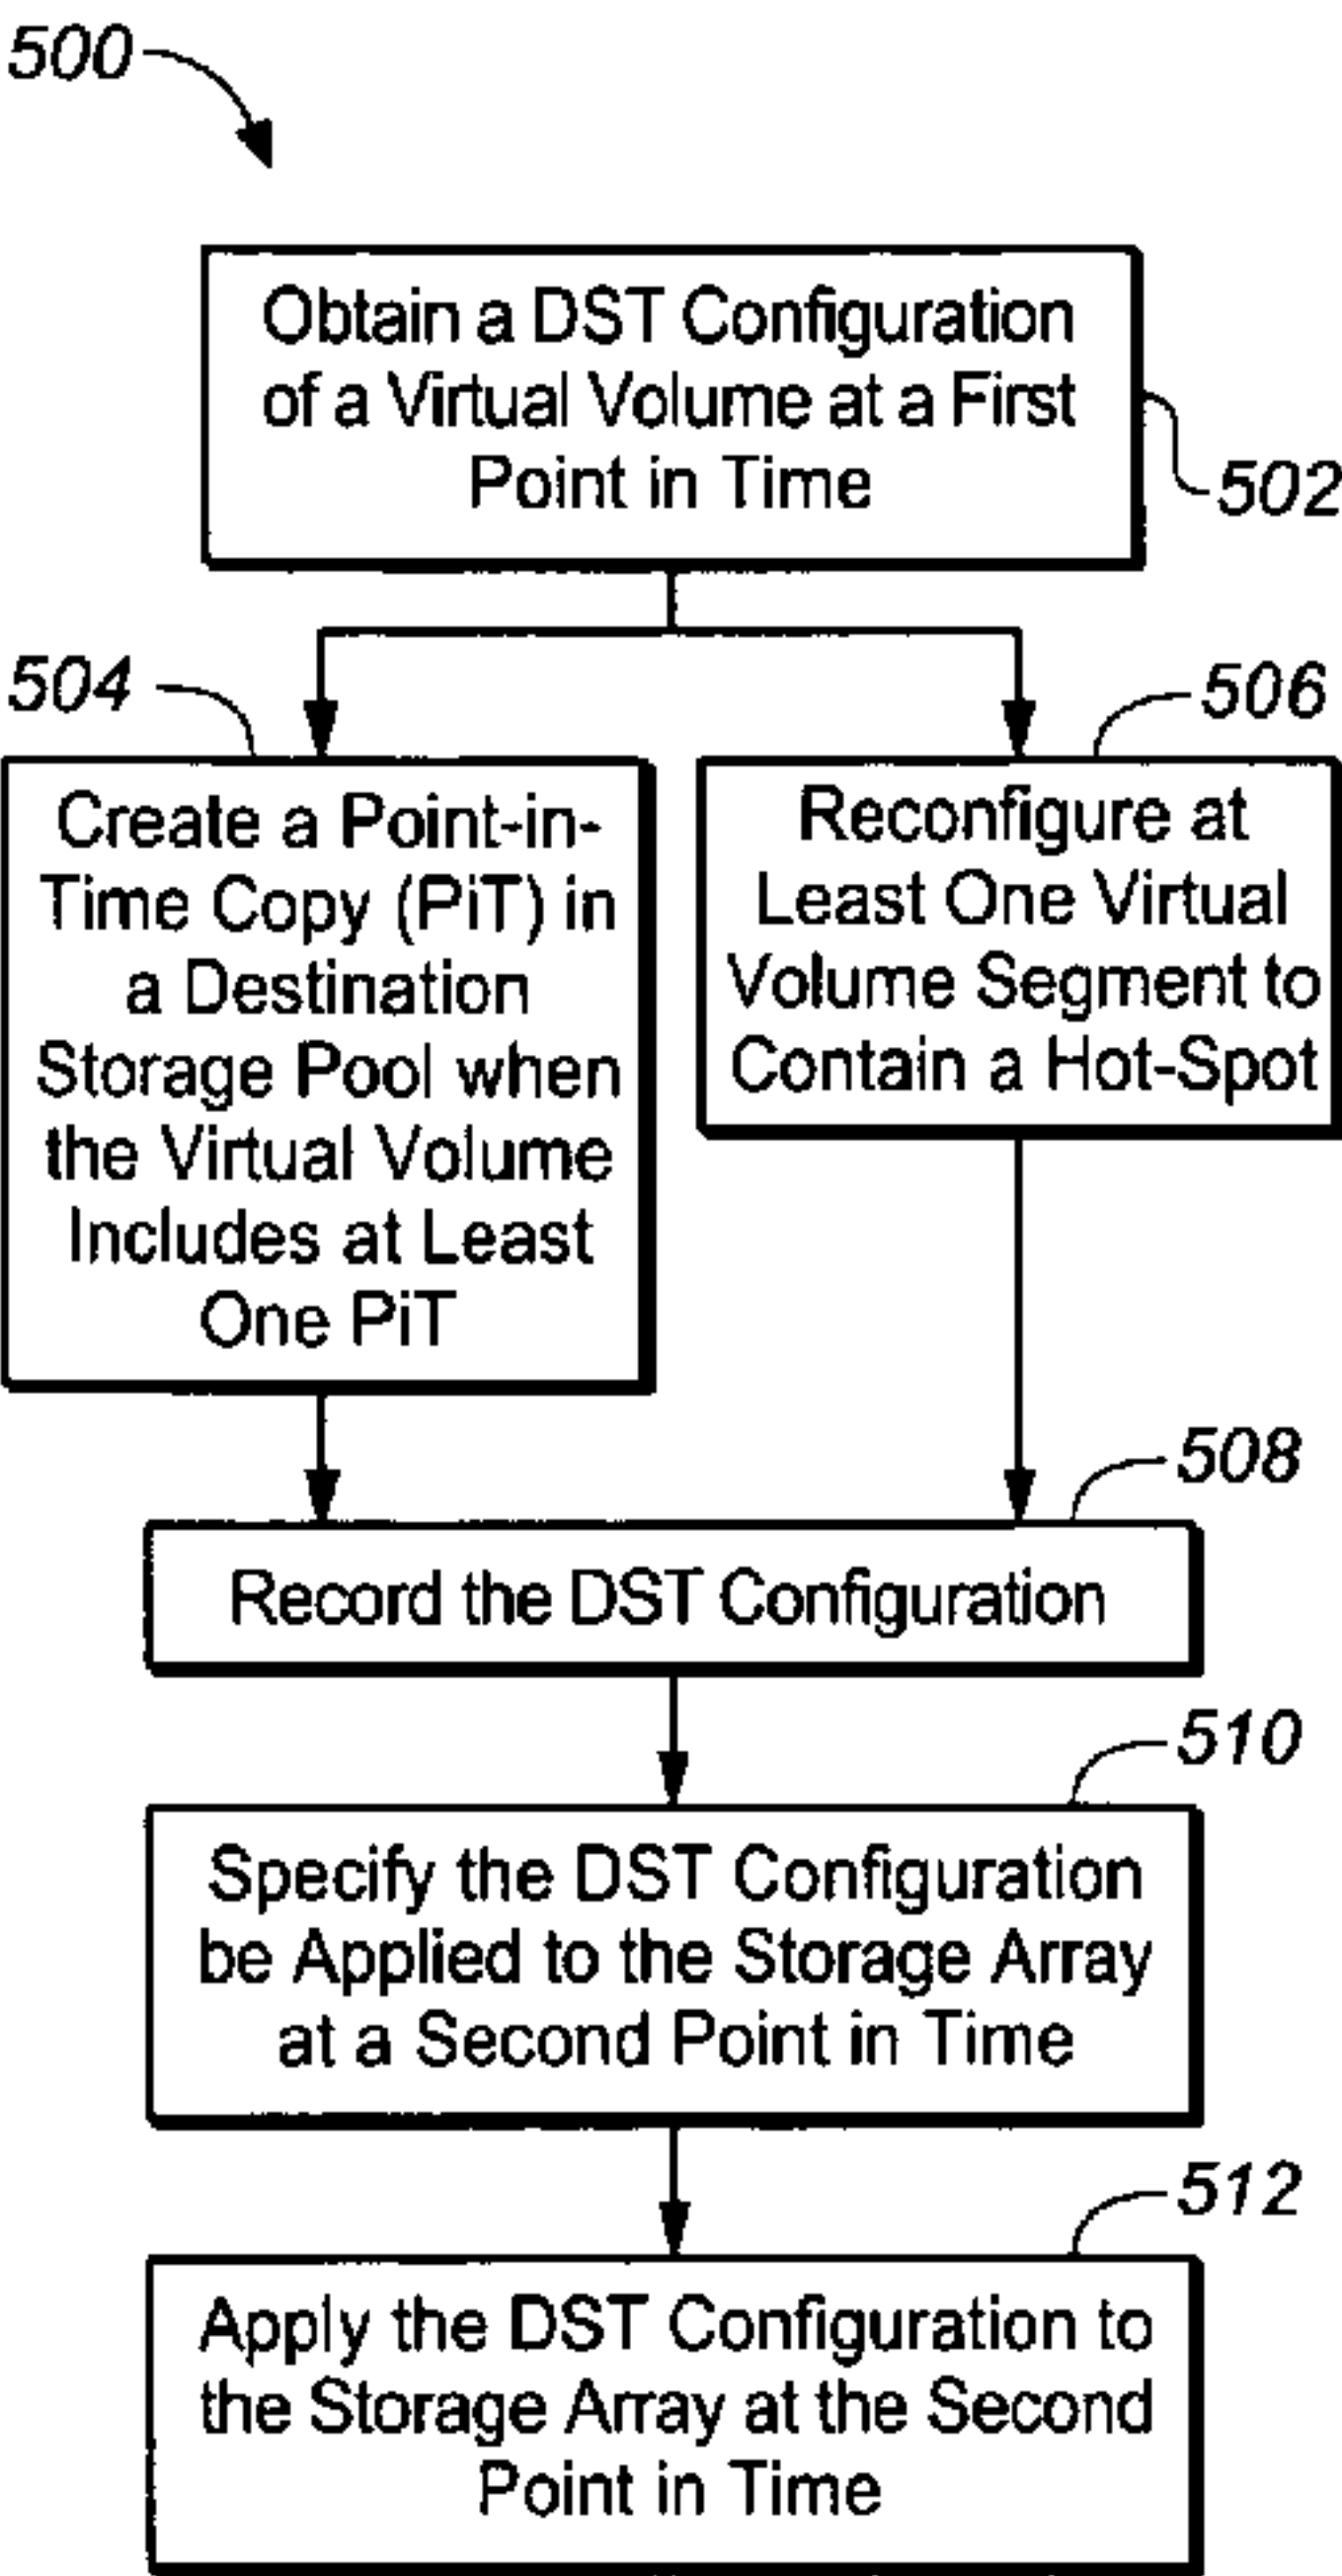 500
Obtain a DST Configuration
of a Virtual Volume at a First
Point in Time
502
504
Create a Point-in-
Time Copy (PiT) in
a Destination
Storage Pool when
the Virtual Volume
Includes at Least
One PiT
506
Reconfigure at
Least One Virtual
Volume Segment to
Contain a Hot-Spot
508
Record the DST Configuration
510
Specify the DST Configuration
be Applied to the Storage Array
at a Second Point in Time
512
Apply the DST Configuration to
the Storage Array at the Second
Point in Time